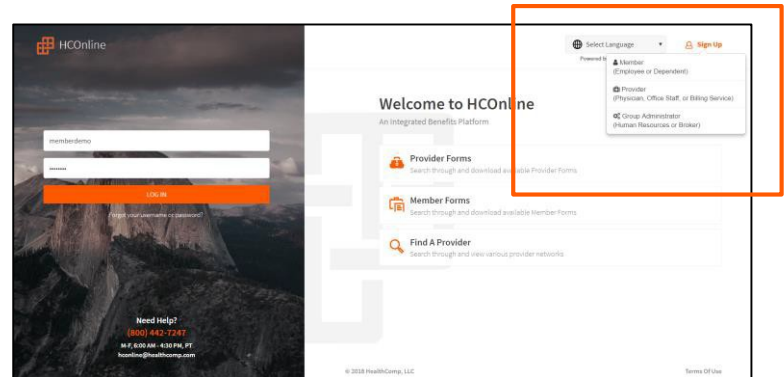 HCOnline
memberdemo
LOG IN
Forgot your username or password?
Need Help?
(800) 442-7247
M-F, 6:00 AM - 4:30 PM, PT
hconline@healthcomp.com
Select Language
Sign Up
Powered by
Member
(Employee or Dependent)
Provider
(Physician, Office Staff, or Billing Service)
Group Administrator
(Human Resources or Broker)
Welcome to HCOnline
An Integrated Benefits Platform
Provider Forms
Search through and download available Provider Forms
Member Forms
Search through and download available Member Forms
Find A Provider
Search through and view various provider networks
© 2018 HealthComp, LLC
Terms Of Use